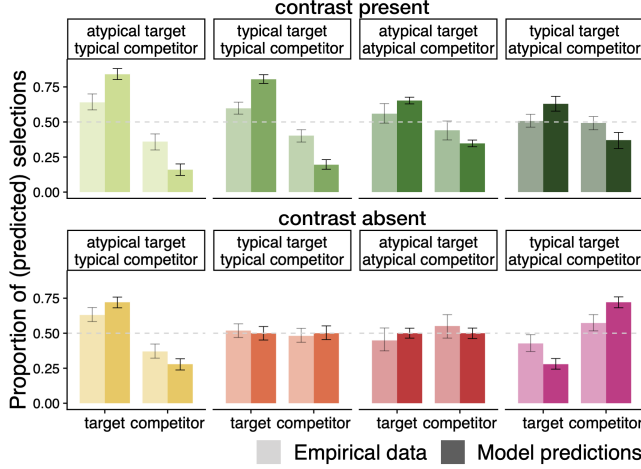 contrast present
atypical target
typical competitor
typical target
typical competitor
atypical target
atypical competitor
typical target
atypical competitor
0.75
0.50
0.25
0.00
contrast absent
atypical target
typical competitor
typical target
typical competitor
atypical target
atypical competitor
typical target
atypical competitor
0.75
0.50
0.25
0.00
Proportion of (predicted) selections
target competitor target competitor target competitor target competitor
Empirical data Model predictions